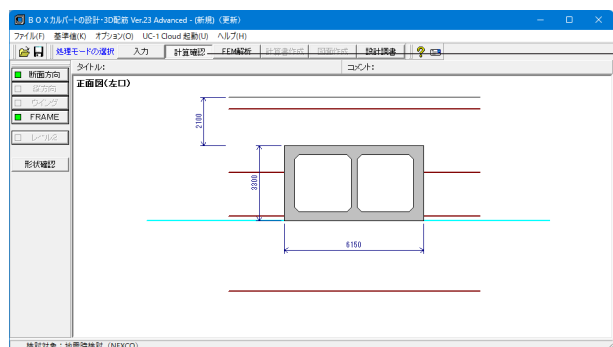 ＢＯＸカルバートの設計・3D配筋 Ver.23 Advanced - (新規) （更新）
ファイル(F) 基準値(K) オプション(O) UC-1 Cloud 起動(U) ヘルプ(H)
処理モードの選択 入力 計算確認 FEM解析 計算書作成 図面作成 設計調書
断面方向 タイトル: コメント:
縦方向 正面図(左口)
ウイング
FRAME
レベル2
形状確認
2100
3300
6150
検討対象：地震時検討（NEXCO）